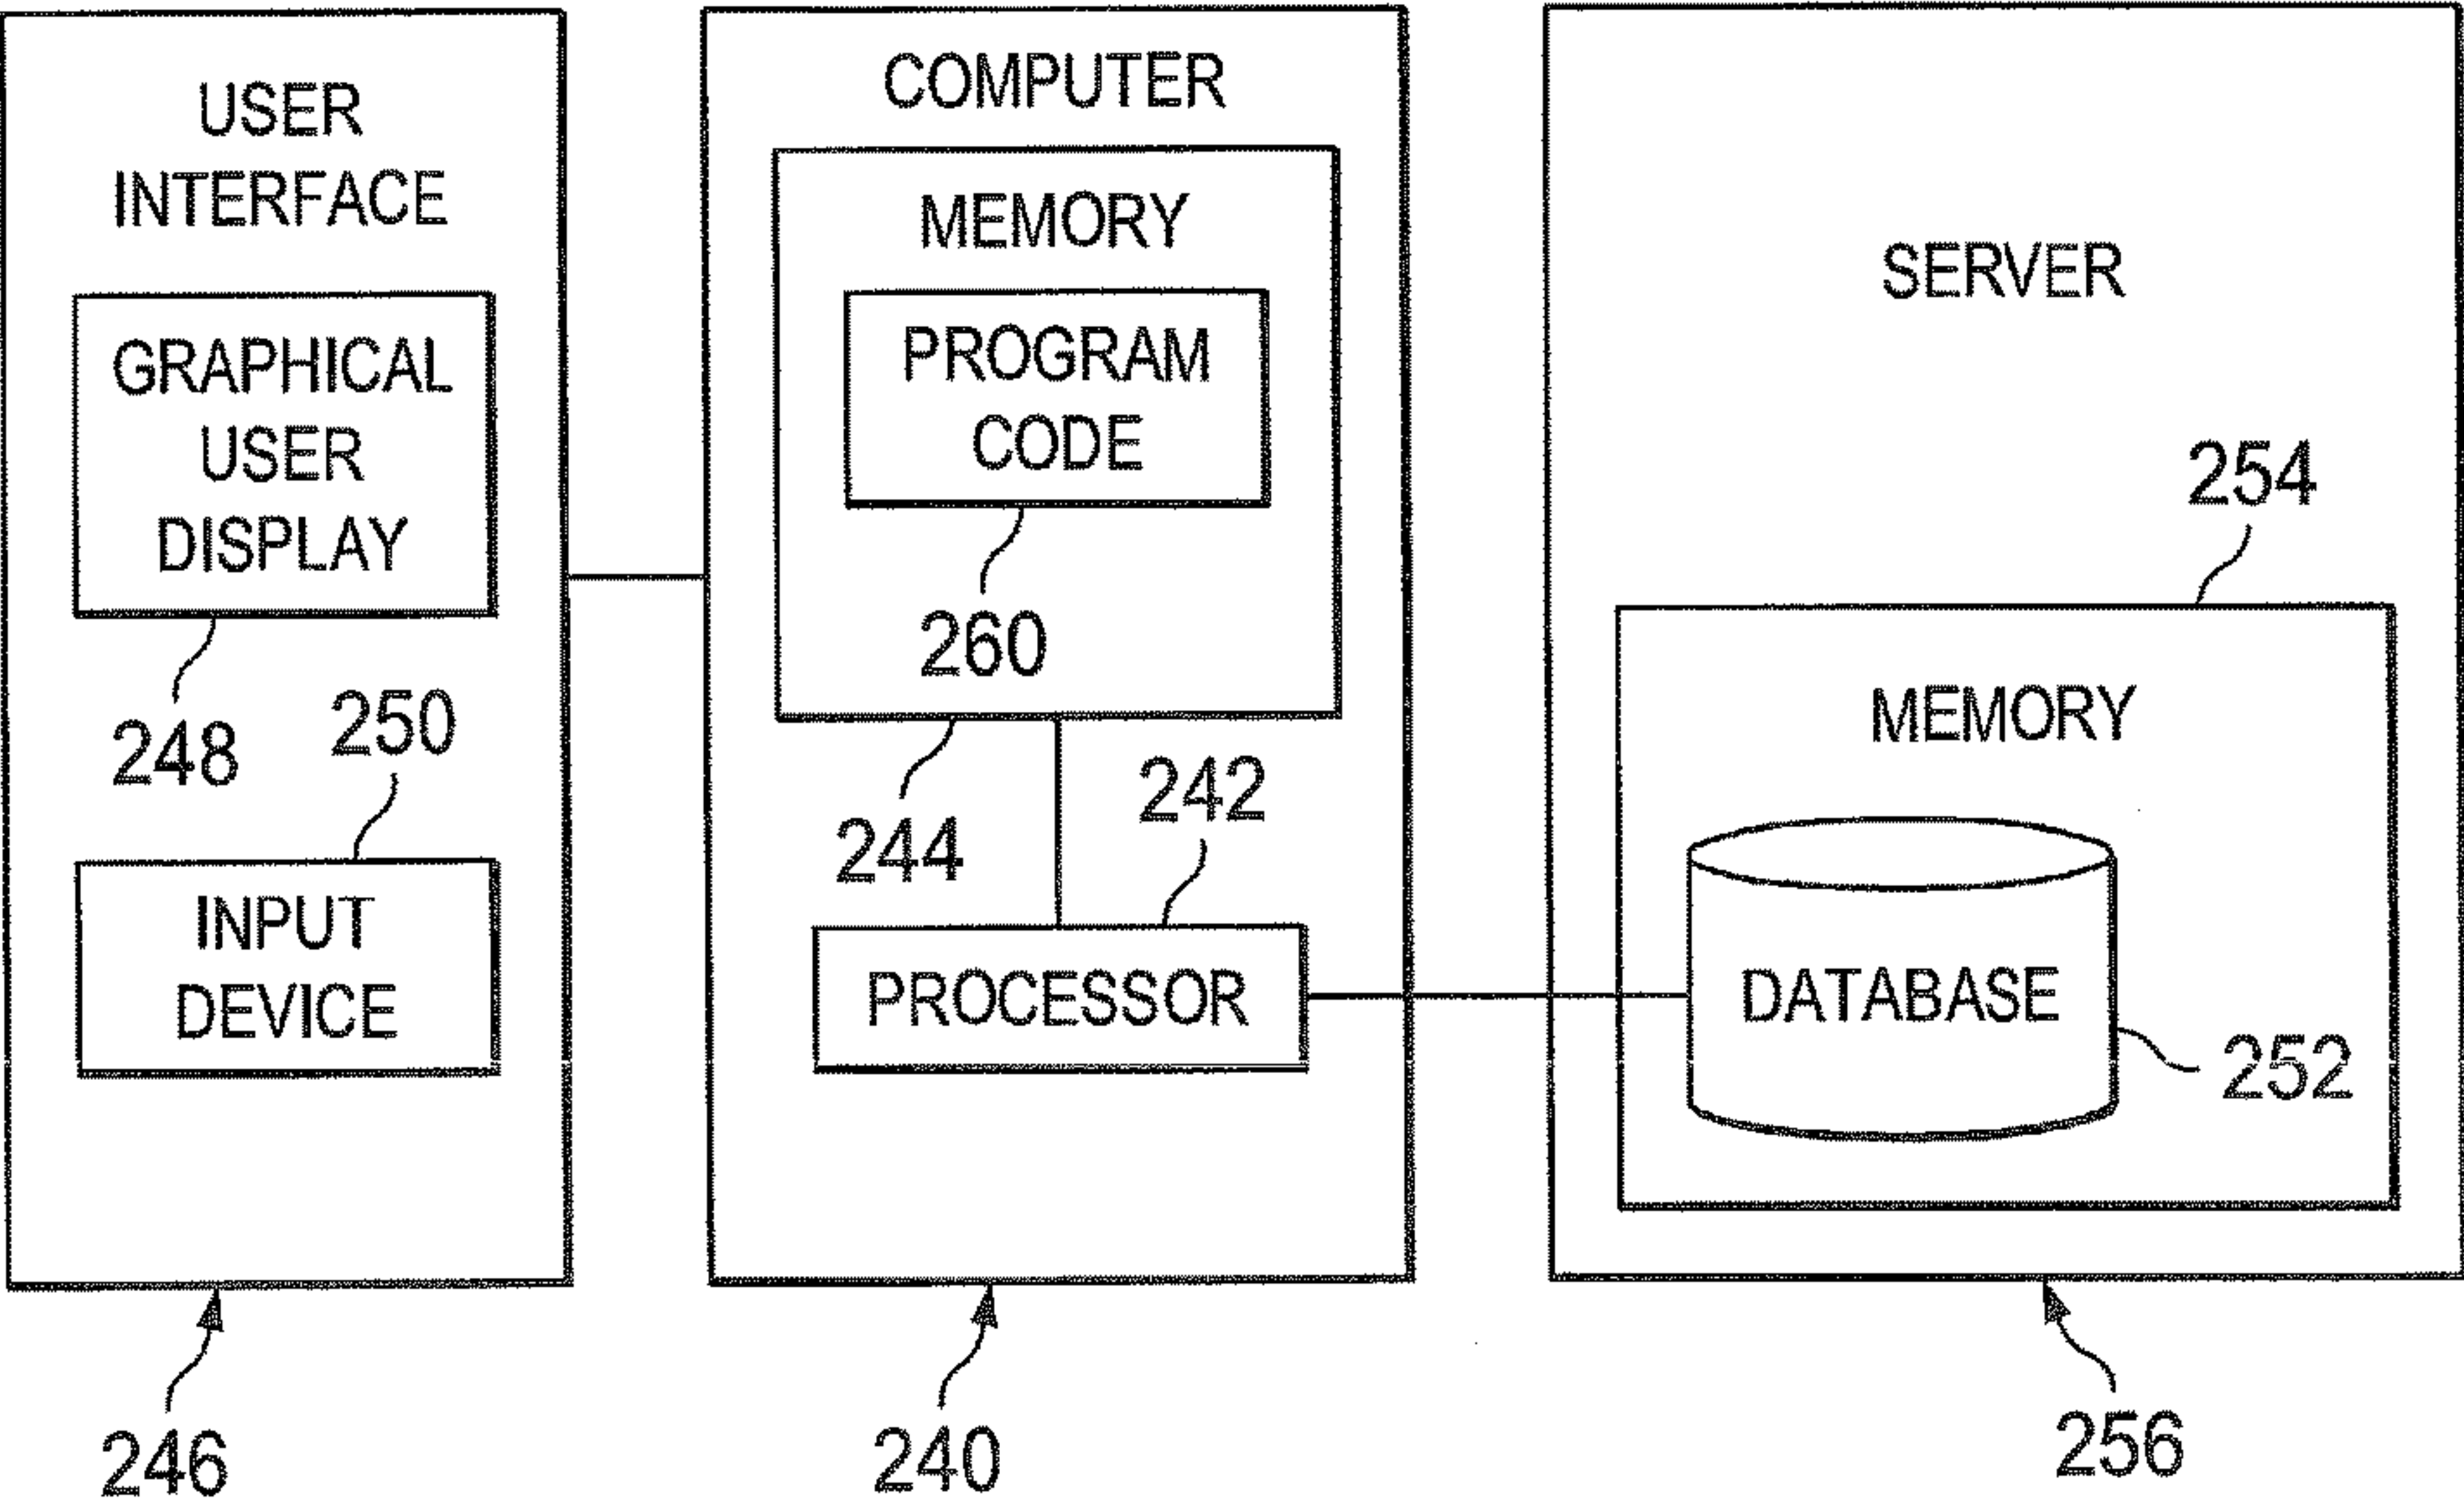 USER
INTERFACE
GRAPHICAL
USER
DISPLAY
248
250
INPUT
DEVICE
246
COMPUTER
MEMORY
PROGRAM
CODE
260
244
242
PROCESSOR
240
SERVER
254
MEMORY
DATABASE
252
256